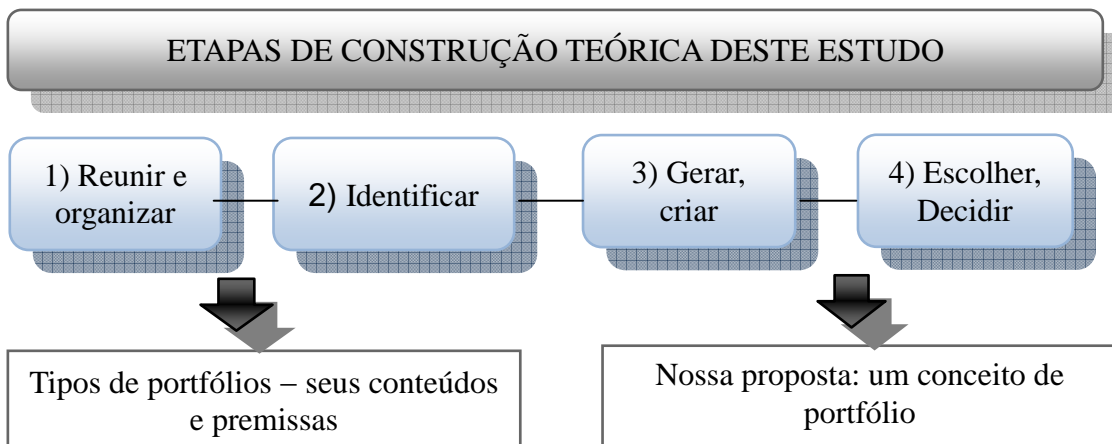 ETAPAS DE CONSTRUÇÃO TEÓRICA DESTE ESTUDO
1) Reunir e
organizar
2) Identificar
3) Gerar,
criar
4) Escolher,
Decidir
Tipos de portfólios – seus conteúdos
e premissas
Nossa proposta: um conceito de
portfólio